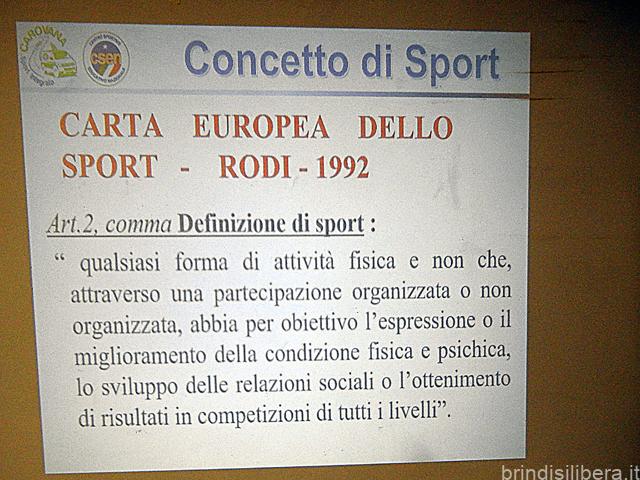 CAROVANA
csen
Concetto di Sport
CARTA EUROPEA DELLO
SPORT - RODI - 1992
Art.2, comma Definizione di sport :
“ qualsiasi forma di attività fisica e non che,
attraverso una partecipazione organizzata o non
organizzata, abbia per obiettivo l’espressione o il
miglioramento della condizione fisica e psichica,
lo sviluppo delle relazioni sociali o l’ottenimento
di risultati in competizioni di tutti i livelli”.
brindisilibera.it